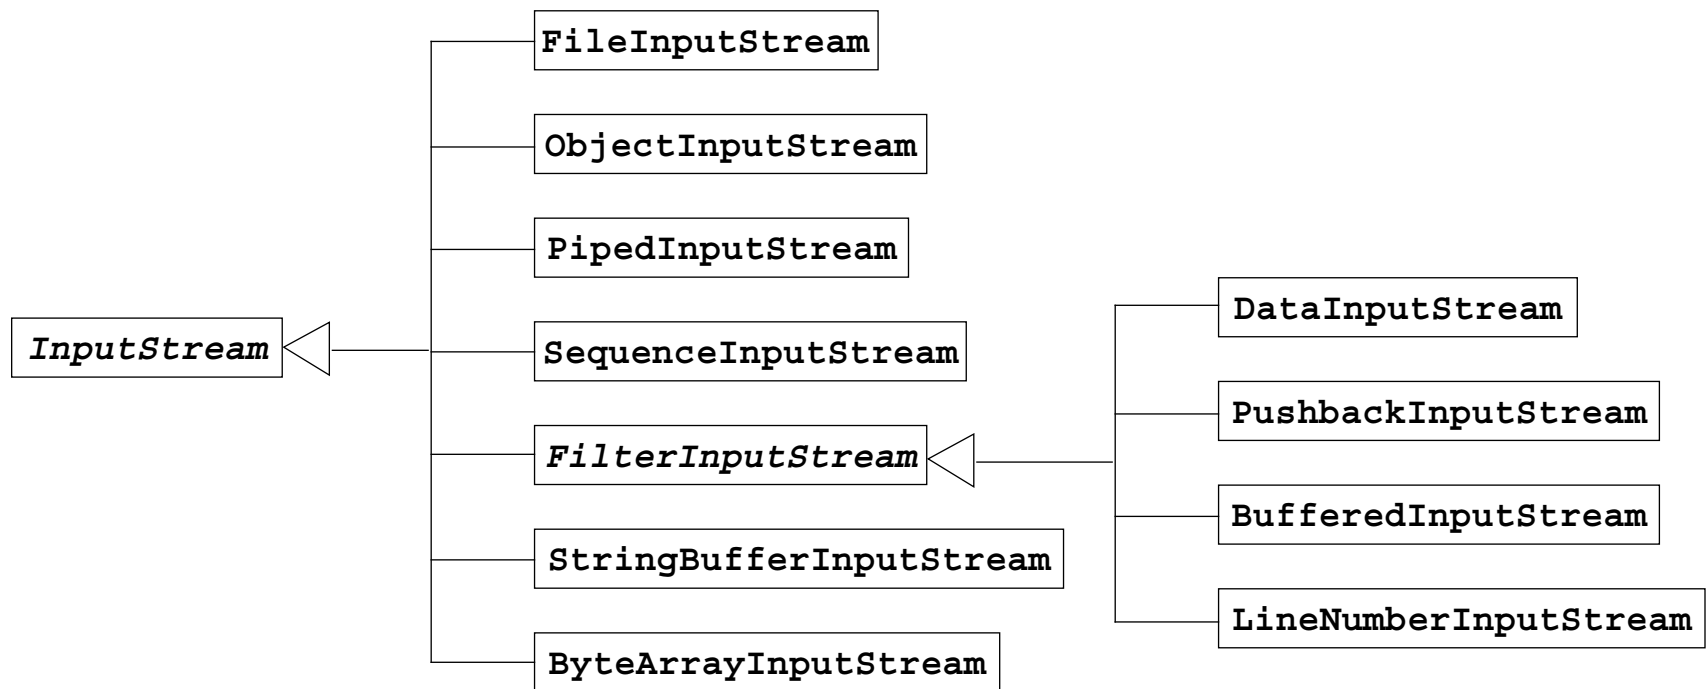 InputStream
FileInputStream
ObjectInputStream
PipedInputStream
SequenceInputStream
FilterInputStream
StringBufferInputStream
ByteArrayInputStream
DataInputStream
PushbackInputStream
BufferedInputStream
LineNumberInputStream